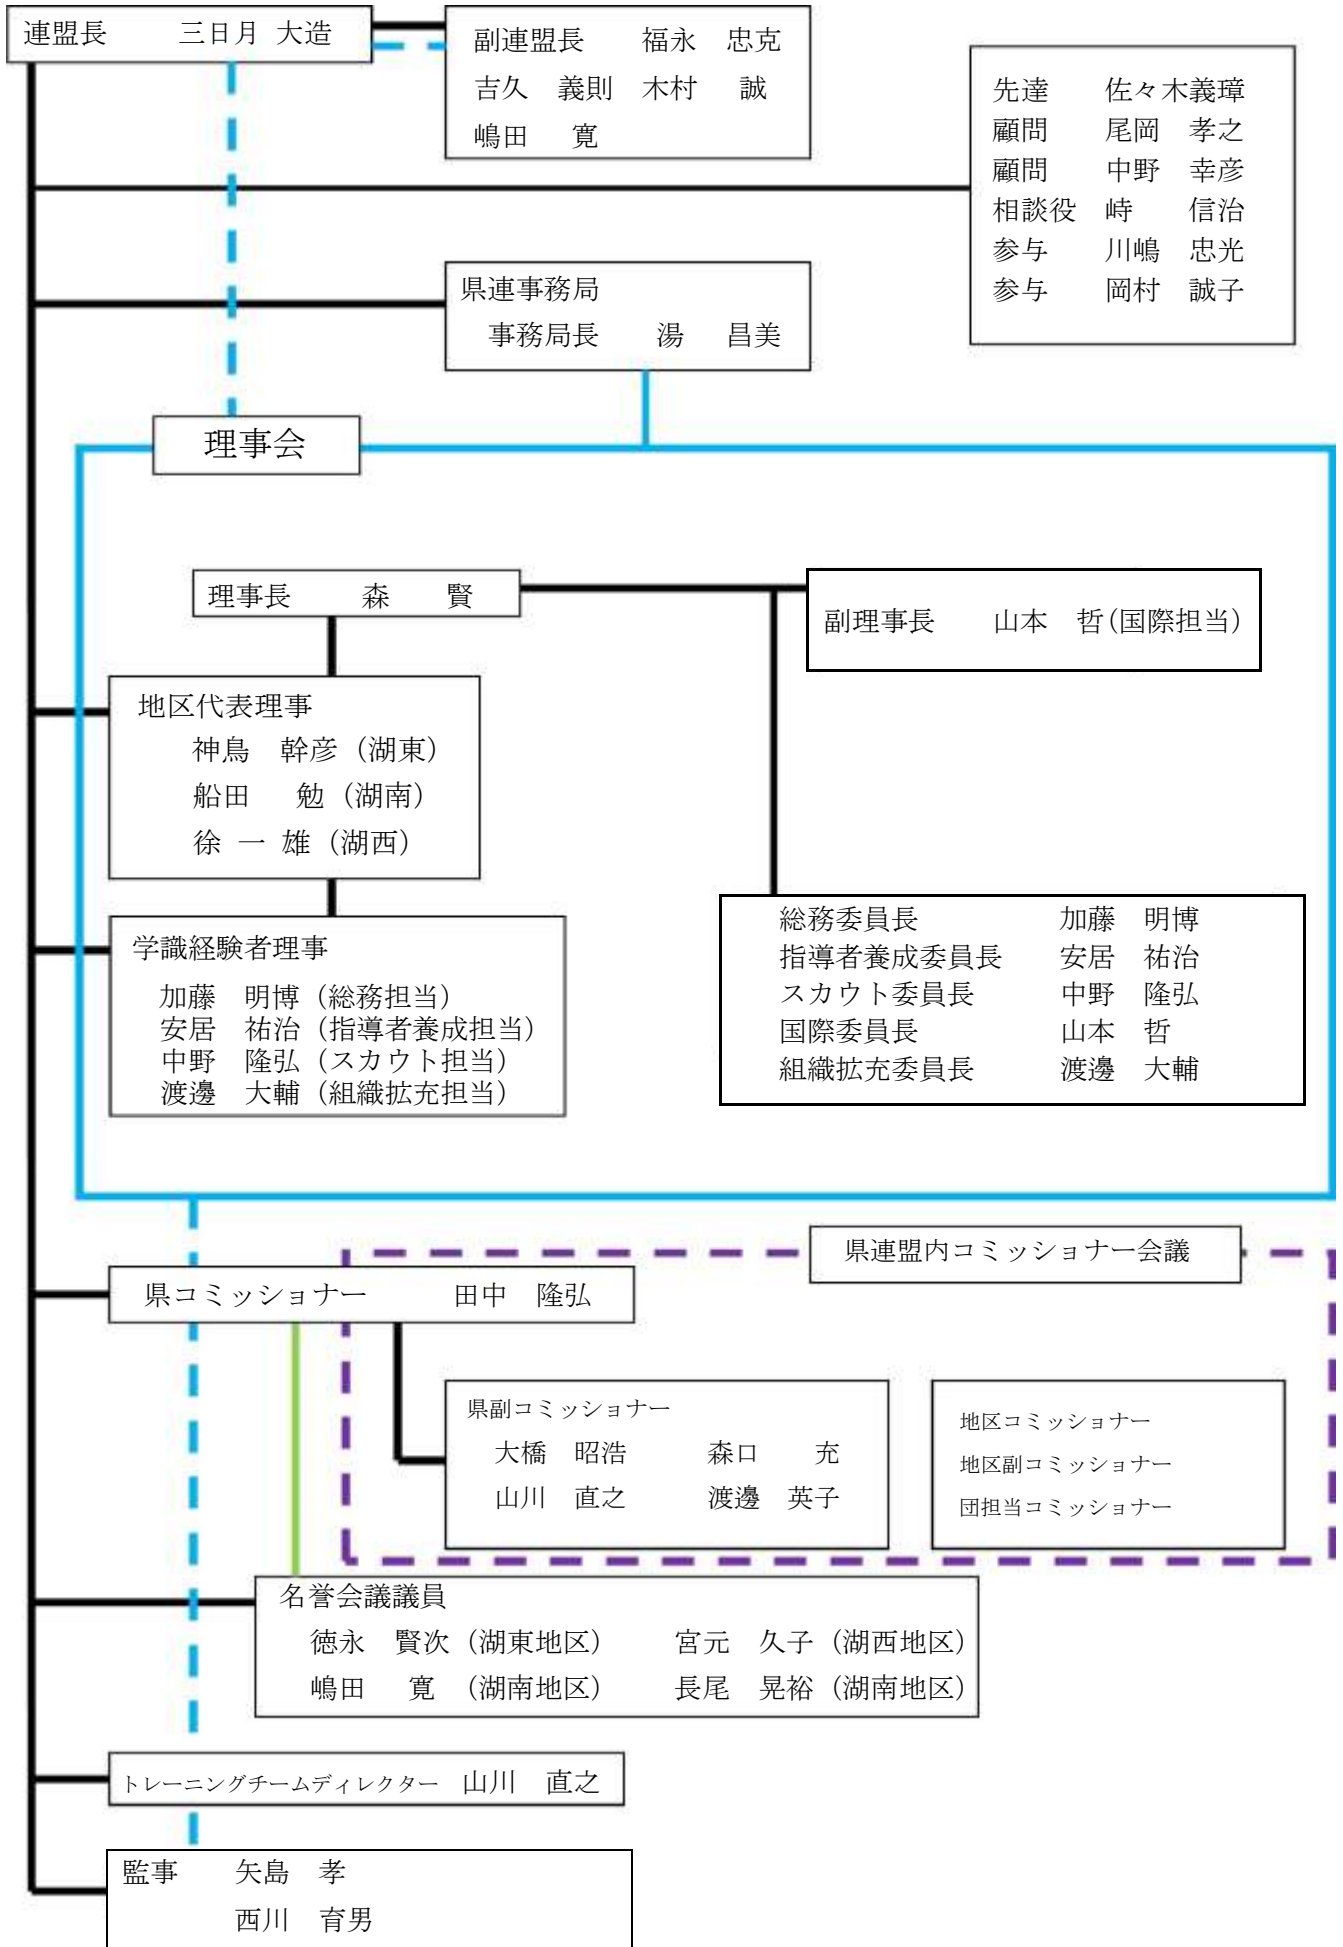 連盟長 三日月 大造
副連盟長 福永 忠克
吉久 義則 木村 誠
嶋田 寛
先達 佐々木義璋
顧問 尾岡 孝之
顧問 中野 幸彦
相談役 峙 信治
参与 川嶋 忠光
参与 岡村 誠子
県連事務局
事務局長 湯 昌美
理事会
理事長 森 賢
副理事長 山本 哲(国際担当)
地区代表理事
神鳥 幹彦(湖東)
船田 勉(湖南)
徐 一 雄(湖西)
学識経験者理事
加藤 明博(総務担当)
安居 祐治(指導者養成担当)
中野 隆弘(スカウト担当)
渡邊 大輔(組織拡充担当)
総務委員長 加藤 明博
指導者養成委員長 安居 祐治
スカウト委員長 中野 隆弘
国際委員長 山本 哲
組織拡充委員長 渡邊 大輔
県連盟内コミッショナー会議
県コミッショナー 田中 隆弘
県副コミッショナー
大橋 昭浩 森口 充
山川 直之 渡邊 英子
地区コミッショナー
地区副コミッショナー
団担当コミッショナー
名誉会議議員
徳永 賢次(湖東地区) 宮元 久子(湖西地区)
嶋田 寛 (湖南地区) 長尾 晃裕(湖南地区)
トレーニングチームディレクター 山川 直之
監事 矢島 孝
西川 育男